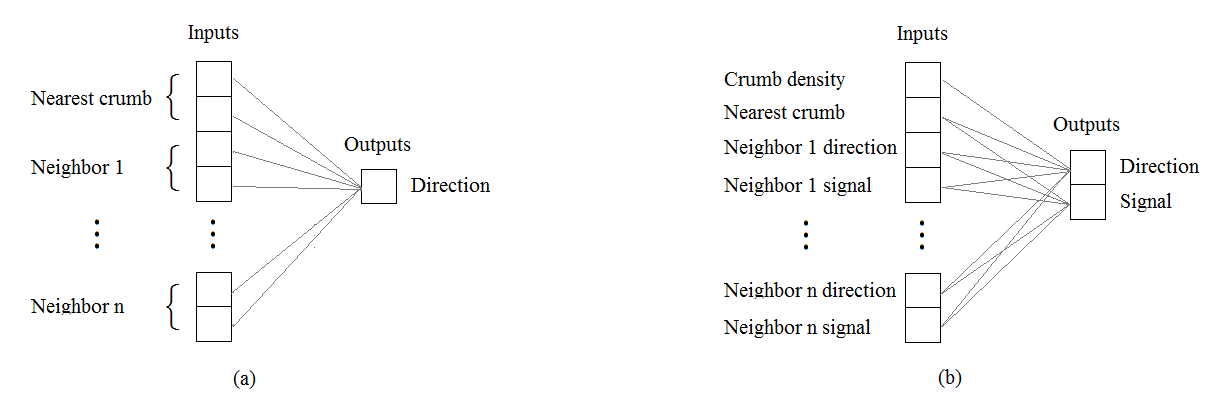 Inputs
Nearest crumb
Neighbor 1
Outputs
Direction
Neighbor n
(a)
Inputs
Crumb density
Nearest crumb
Outputs
Neighbor 1 direction
Direction
Neighbor 1 signal
Signal
Neighbor n direction
Neighbor n signal
(b)